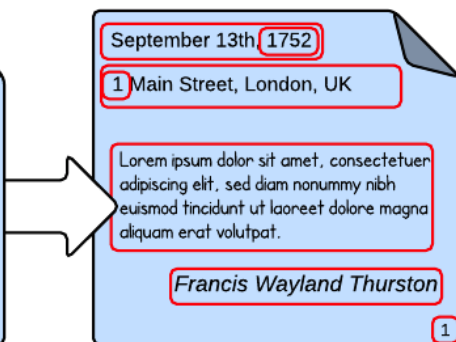 September 13th, 1752
1 Main Street, London, UK
Lorem ipsum dolor sit amet, consectetuer
adipiscing elit, sed diam nonummy nibh
euismod tincidunt ut laoreet dolore magna
aliquam erat volutpat.
Francis Wayland Thurston
1